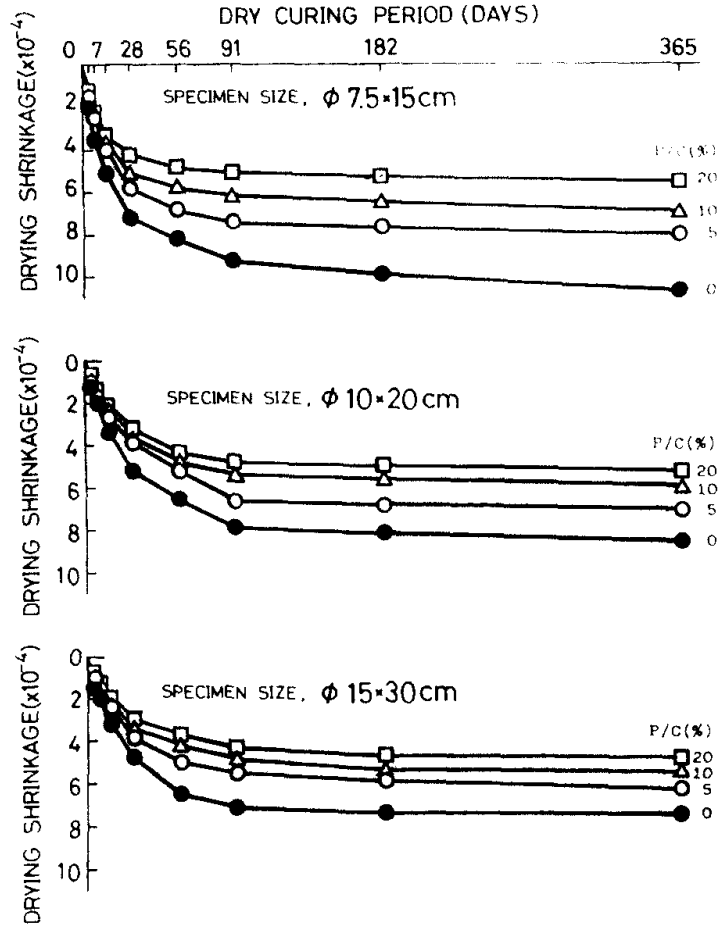 DRY CURING PERIOD (DAYS)
0 7 28 56 91 182 365
DRYING SHRINKAGE(x10⁻⁴)
2
4
6
8
10
SPECIMEN SIZE, φ 7.5×15cm
P/C(%)
20
10
5
0
DRYING SHRINKAGE(x10⁻⁴)
0
2
4
6
8
10
SPECIMEN SIZE, φ 10×20cm
P/C(%)
20
10
5
0
DRYING SHRINKAGE(x10⁻⁴)
0
2
4
6
8
10
SPECIMEN SIZE, φ 15×30cm
P/C(%)
20
10
5
0